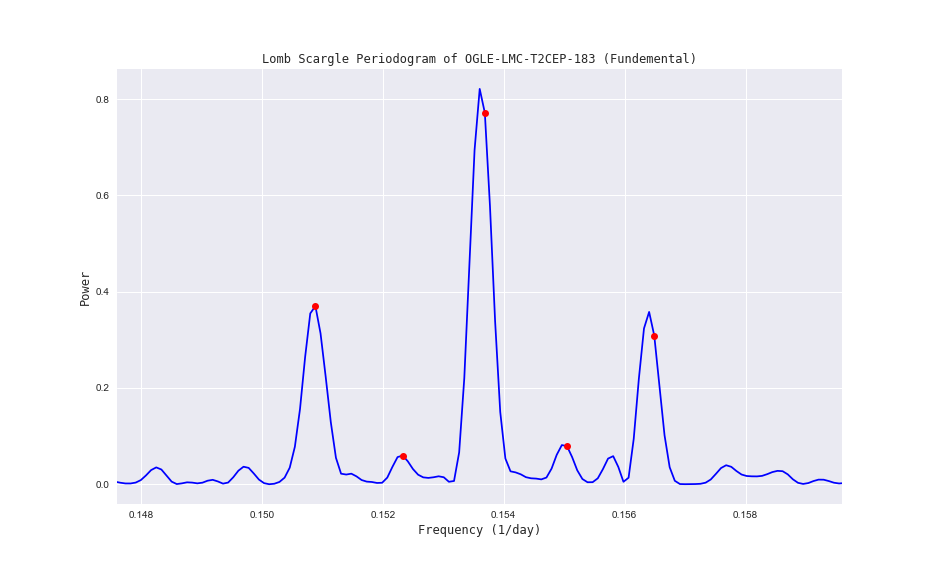 Lomb Scargle Periodogram of OGLE-LMC-T2CEP-183 (Fundemental)
0.8
0.6
0.4
0.2
0.0
Power
0.148 0.150 0.152 0.154 0.156 0.158
Frequency (1/day)